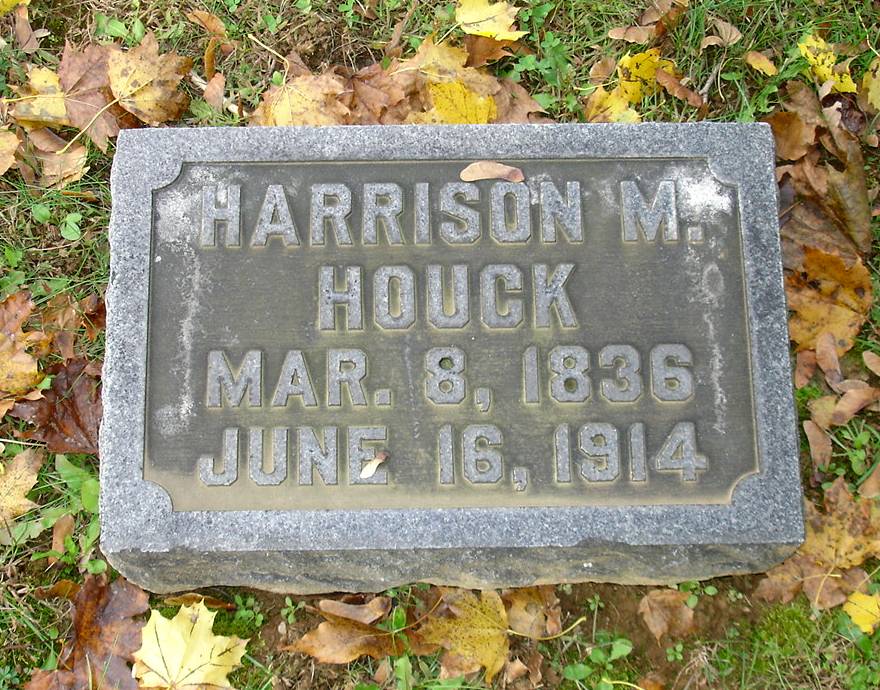 HARRISON M.
HOUCK
MAR. 8, 1836
JUNE 16, 1914